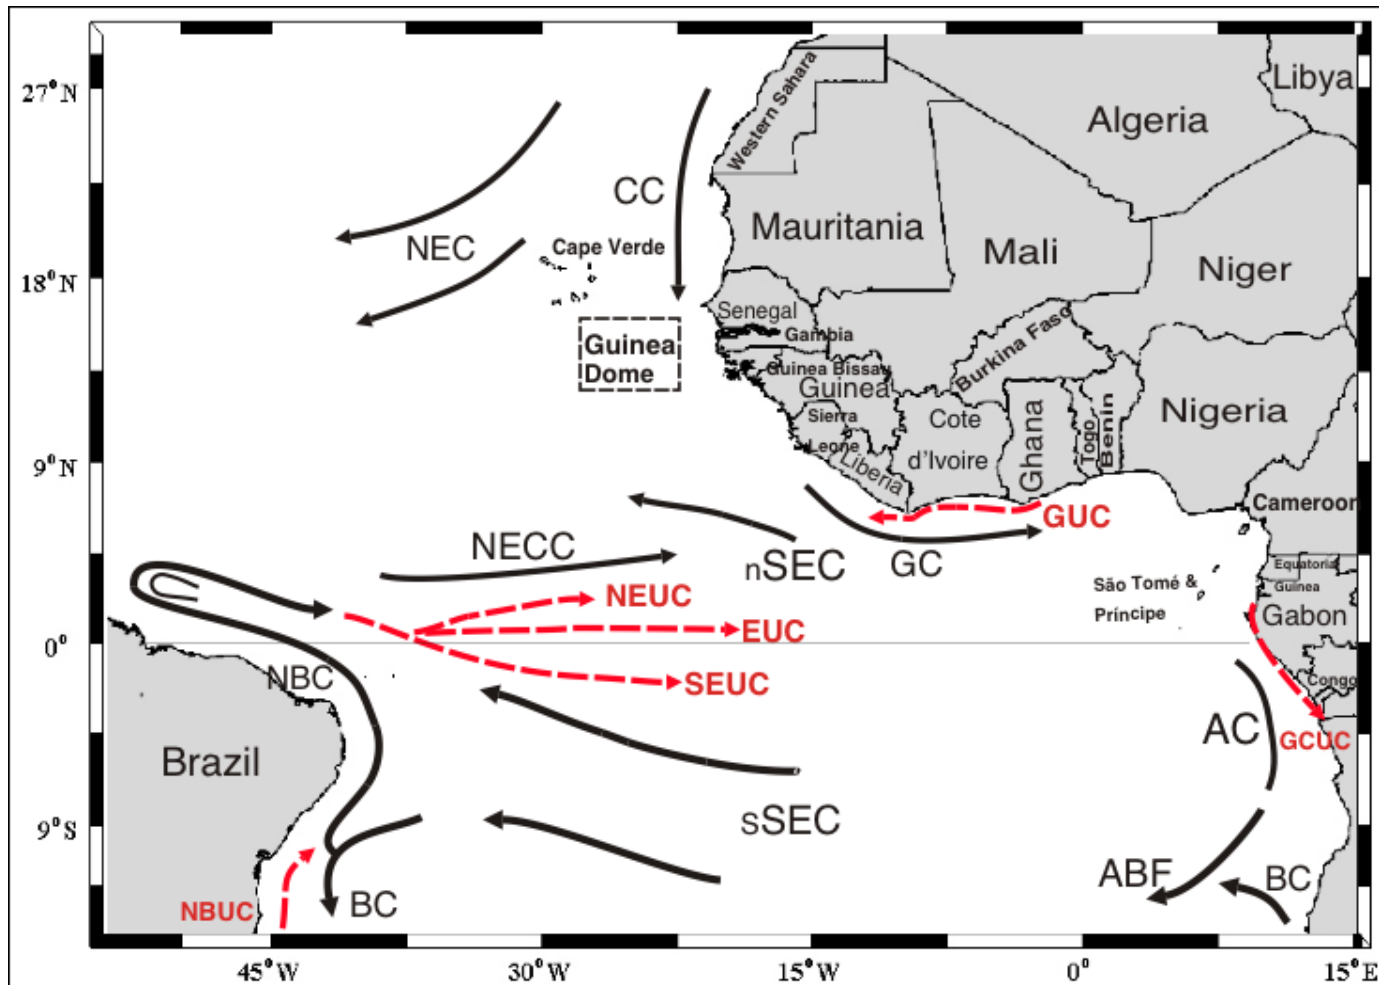 27°N
18°N
9°N
0°
9°S
45°W
30°W
15°W
0°
15°E
Western Sahara
Algeria
Libya
Mauritania
Mali
Niger
Senegal
Gambia
Guinea Bissau
Guinea
Sierra
Leone
Liberia
Cote
d'Ivoire
Burkina Faso
Ghana
Togo
Benin
Nigeria
Cameroon
Equatoria
Guinea
Gabon
Congo
São Tomé &
Príncipe
Cape Verde
Guinea
Dome
Brazil
NEC
CC
NECC
nSEC
GC
GUC
NEUC
EUC
SEUC
NBC
sSEC
AC
GCUC
ABF
BC
NBUC
BC